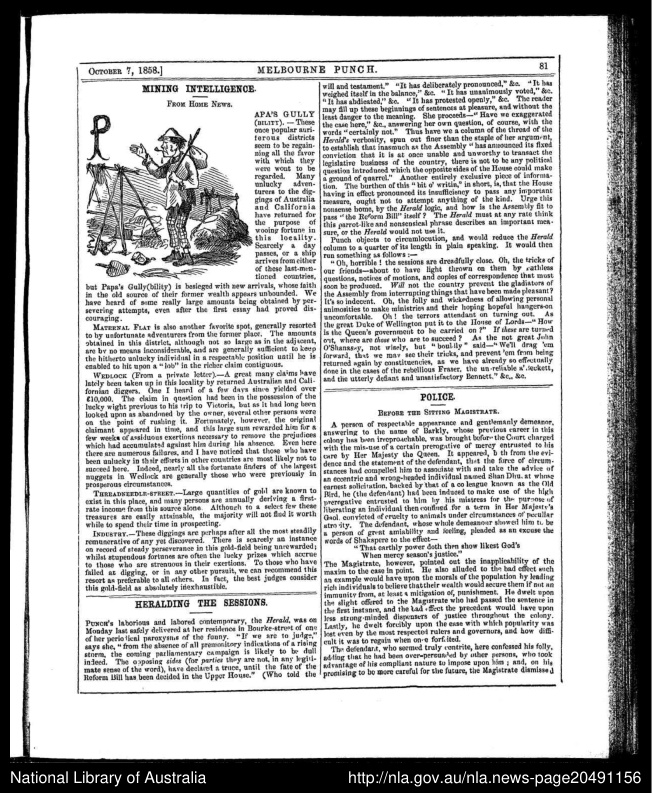 OCTOBER 7, 1858.]
MELBOURNE PUNCH.
81
MINING INTELLIGENCE.
FROM HOME NEWS.
P
APA'S GULLY
(BILITY). — These
once popular auri-
ferous districts
seem to be regain-
ning all the favor
with which they
were wont to be
regarded. Many
unlucky adven-
turers to the dig-
gings of Australia
and California
have returned for
the purpose of
wooing fortune in
this locality.
Scarcely a day
passes, or a ship
arrives from either
of these last-men-
tioned countries,
but Papa's Gully(bility) is besieged with new arrivals, whose faith
in the old source of their former wealth appears unbounded. We
have heard of some really large amounts being obtained by per-
severing attempts, even after the first essay had proved dis-
couraging.
MATERNAL FLAT is also another favorite spot, generally resorted
to by unfortunate adventurers from the former place. The amounts
obtained in this district, although not so large as in the adjacent,
are by no means inconsiderable, and are generally sufficient to keep
the hitherto unlucky individual in a respectable position until he is
enabled to hit upon a "lob" in the richer claim contiguous.
WEDLOCK (From a private letter).—A great many claims have
lately been taken up in this locality by returned Australian and Cali-
fornian diggers. One I heard of a few days since yielded over
£10,000. The claim in question had been in the possession of the
lucky wight previous to his trip to Victoria, but as it had long been
looked upon as abandoned by the owner, several other persons were
on the point of rushing it. Fortunately, however, the original
claimant appeared in time, and this large sum rewarded him for a
few weeks of assiduous exertions necessary to remove the prejudices
which had accumulated against him during his absence. Even here
there are numerous failures, and I have noticed that those who have
been unlucky in their efforts in other countries are most likely not to
succeed here. Indeed, nearly all the fortunate finders of the largest
nuggets in Wedlock are generally those who were previously in
prosperous circumstances.
THREADNEEDLE-STREET.—Large quantities of gold are known to
exist in this place, and many persons are annually deriving a first-
rate income from this source alone. Although to a select few these
treasures are easily attainable, the majority will not find it worth
while to spend their time in prospecting.
INDUSTRY.—These diggings are perhaps after all the most steadily
remunerative of any yet discovered. There is scarcely an instance
on record of steady perseverance in this gold-field being unrewarded;
whilst stupendous fortunes are often the lucky prizes which accrue
to those who are strenuous in their exertions. To those who have
failed at digging, or in any other pursuit, we can recommend this
resort as preferable to all others. In fact, the best judges consider
this gold-field as absolutely inexhaustible.
HERALDING THE SESSIONS.
PUNCH'S laborious and labored contemporary, the Herald, was on
Monday last safely delivered at her residence in Bourke-street of one
of her periodical paroxysms of the funny. "If we are to judge,"
says she, "from the absence of all premonitory indications of a rising
storm, the coming parliamentary campaign is likely to be dull
indeed. The opposing sides (for parties they are not, in any legiti-
mate sense of the word), have declared a truce, until the fate of the
Reform Bill has been decided in the Upper House." (Who told the
will and testament." "It has deliberately pronounced," &c. "It has
weighed itself in the balance," &c. "It has unanimously voted," &c.
"It has abdicated," &c. "It has protested openly," &c. The reader
may fill up these beginnings of sentences at pleasure, and without the
least danger to the meaning. She proceeds—"Have we exaggerated
the case here," &c., answering her own question, of course, with the
words "certainly not." Thus have we a column of the thread of the
Herald's verbosity, spun out finer than the staple of her argument,
to establish that inasmuch as the Assembly "has announced its fixed
conviction that it is at once unable and unworthy to transact the
legislative business of the country, there is not to be any political
question introduced which the opposite sides of the House could make
a ground of quarrel." Another entirely exclusive piece of informa-
tion. The burthen of this "bit o' writin," in short, is, that the House
having in effect pronounced its insufficiency to pass any important
measure, ought not to attempt anything of the kind. Urge this
nonsense home, by the Herald logic, and how is the Assembly fit to
pass "the Reform Bill" itself? The Herald must at any rate think
this parrot-like and nonsensical phrase describes an important mea-
sure, or the Herald would not use it.
Punch objects to circumlocution, and would reduce the Herald
column to a quarter of its length in plain speaking. It would then
run something as follows :—
"Oh, horrible! the sessions are dreadfully close. Oh, the tricks of
our friends—about to have light thrown on them by ruthless
questions, notices of motions, and copies of correspondence that must
soon be produced. Will not the country prevent the gladiators of
the Assembly from interrupting things that have been made pleasant?
It's so indecent. Oh, the folly and wickedness of allowing personal
animosities to make ministries and their hoping hopeful hangers-on
uncomfortable. Oh! the terrors attendant on turning out. As
the great Duke of Wellington put it to the House of Lords—"How
is the Queen's government to be carried on?" If these are turned
out, where are those who are to succeed? As the not great John
O'Shanassy, not wisely, but said—"We'll drag 'em
forward, that we may see their tricks, and prevent 'em from being
returned again by constituencies, as we have already so effectually
done in the cases of the rebellious Fraser, the un-reliable a'Beckett,
and the utterly defiant and unsatisfactory Bennett." &c., &c.
POLICE.
BEFORE THE SITTING MAGISTRATE.
A person of respectable appearance and gentlemanly demeanor,
answering to the name of Barkly, whose previous career in this
colony has been irreproachable, was brought before the Court charged
with the mis-use of a certain prerogative of mercy entrusted to his
care by Her Majesty the Queen. It appeared, both from the evi-
dence and the statement of the defendant, that the force of circum-
stances had compelled him to associate with and take the advice of
an eccentric and wrong-headed individual named Shan Dhu, at whose
earnest solicitation, backed by that of a colleague known as the Old
Bird, he (the defendant) had been induced to make use of the high
prerogative entrusted to him by his mistress for the purpose of
liberating an individual then confined for a term in Her Majesty's
Gaol, convicted of cruelty to animals under circumstances of peculiar
atrocity. The defendant, whose whole demeanour showed him to be
a person of great amiability and feeling, pleaded as an excuse the
words of Shakspere to the effect—
"That earthly power doth then show likest God's
When mercy season's justice."
The Magistrate, however, pointed out the inapplicability of the
maxim to the case in point. He also alluded to the bad effect such
an example would have upon the morals of the population by leading
rich individuals to believe that their wealth would secure them if not an
immunity from, at least a mitigation of, punishment. He dwelt upon
the slight offered to the Magistrate who had passed the sentence in
the first instance, and the bad effect the precedent would have upon
less strong-minded dispensers of justice throughout the colony.
Lastly, he dwelt forcibly upon the ease with which popularity was
lost even by the most respected rulers and governors, and how diffi-
cult it was to regain when once forfeited.
The defendant, who seemed truly contrite, here confessed his folly,
adding that he had been over-persuaded by other persons, who took
advantage of his compliant nature to impose upon him; and, on his
promising to be more careful for the future, the Magistrate dismissed
National Library of Australia
http://nla.gov.au/nla.news-page20491156